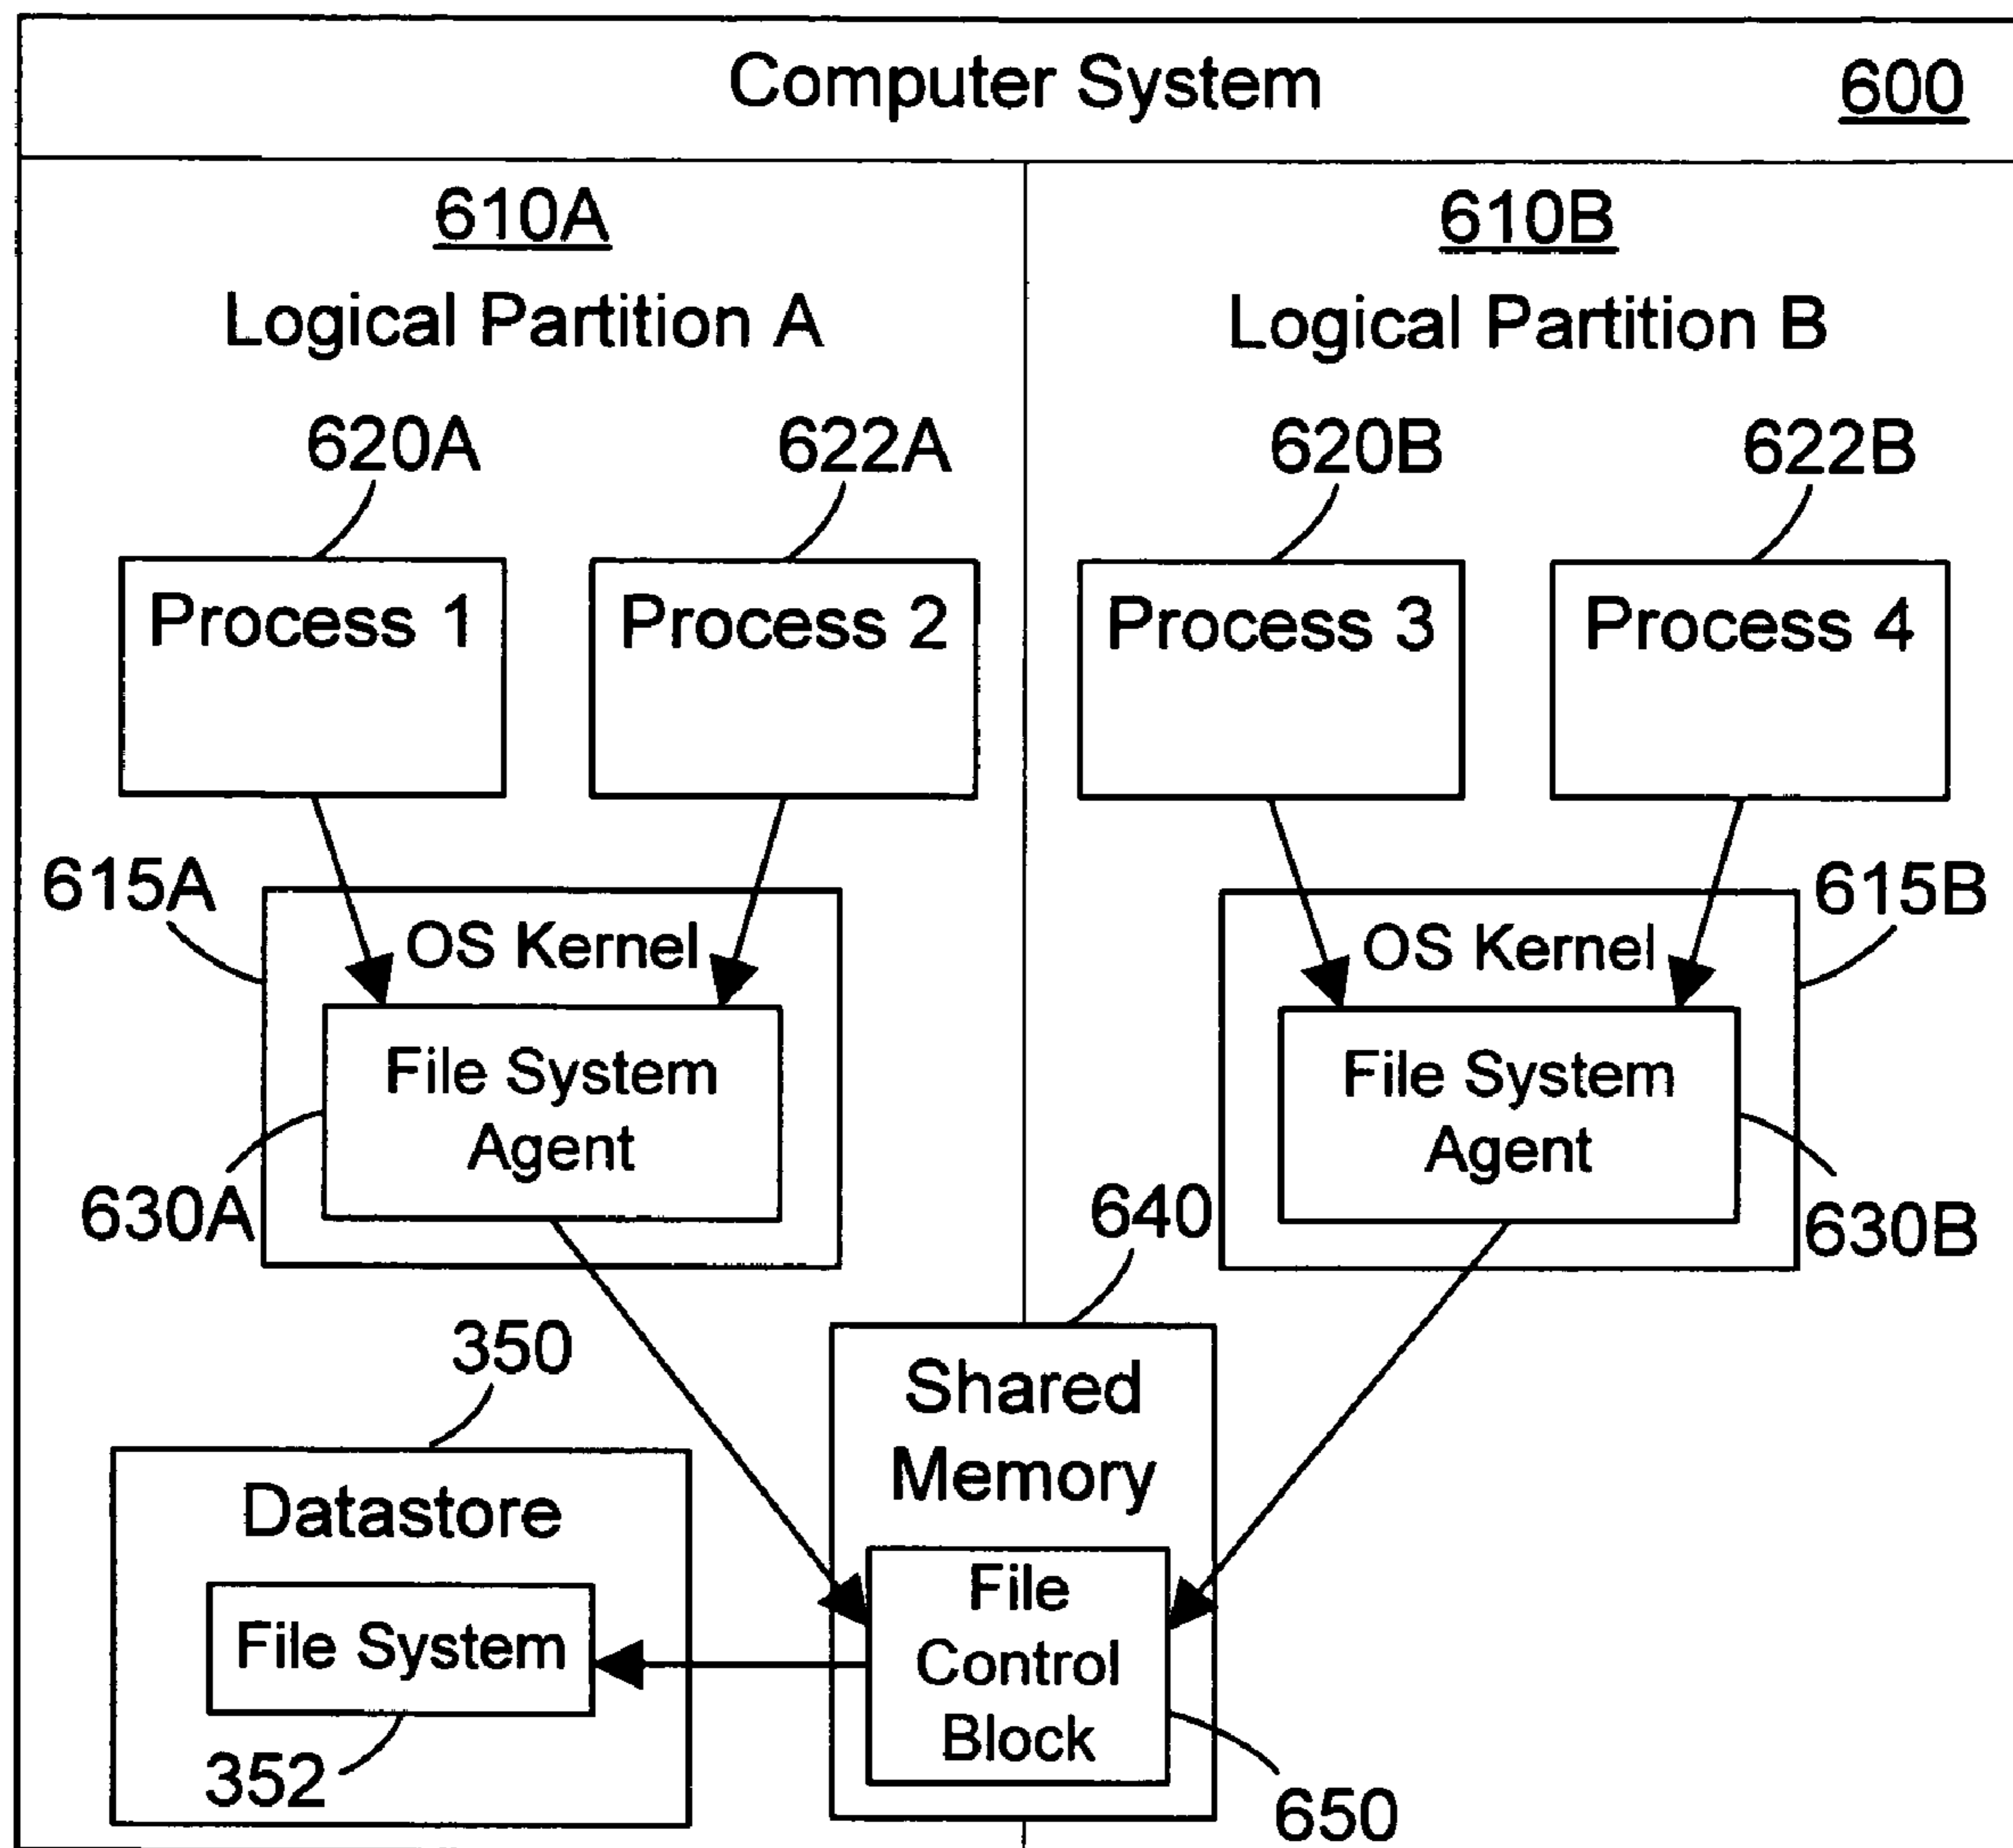 Computer System 600
610A 610B
Logical Partition A Logical Partition B
620A 622A 620B 622B
Process 1 Process 2 Process 3 Process 4
615A OS Kernel OS Kernel 615B
File System
Agent
File System
Agent
630A 640 630B
350
Shared
Memory
Datastore
File System
File
Control
Block
352
650